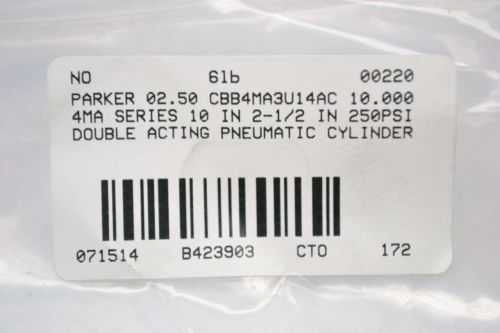 NO 61b 00220
PARKER 02.50 CBB4MA3U14AC 10.000
4MA SERIES 10 IN 2-1/2 IN 250PSI
DOUBLE ACTING PNEUMATIC CYLINDER
071514 B423903 CTO 172